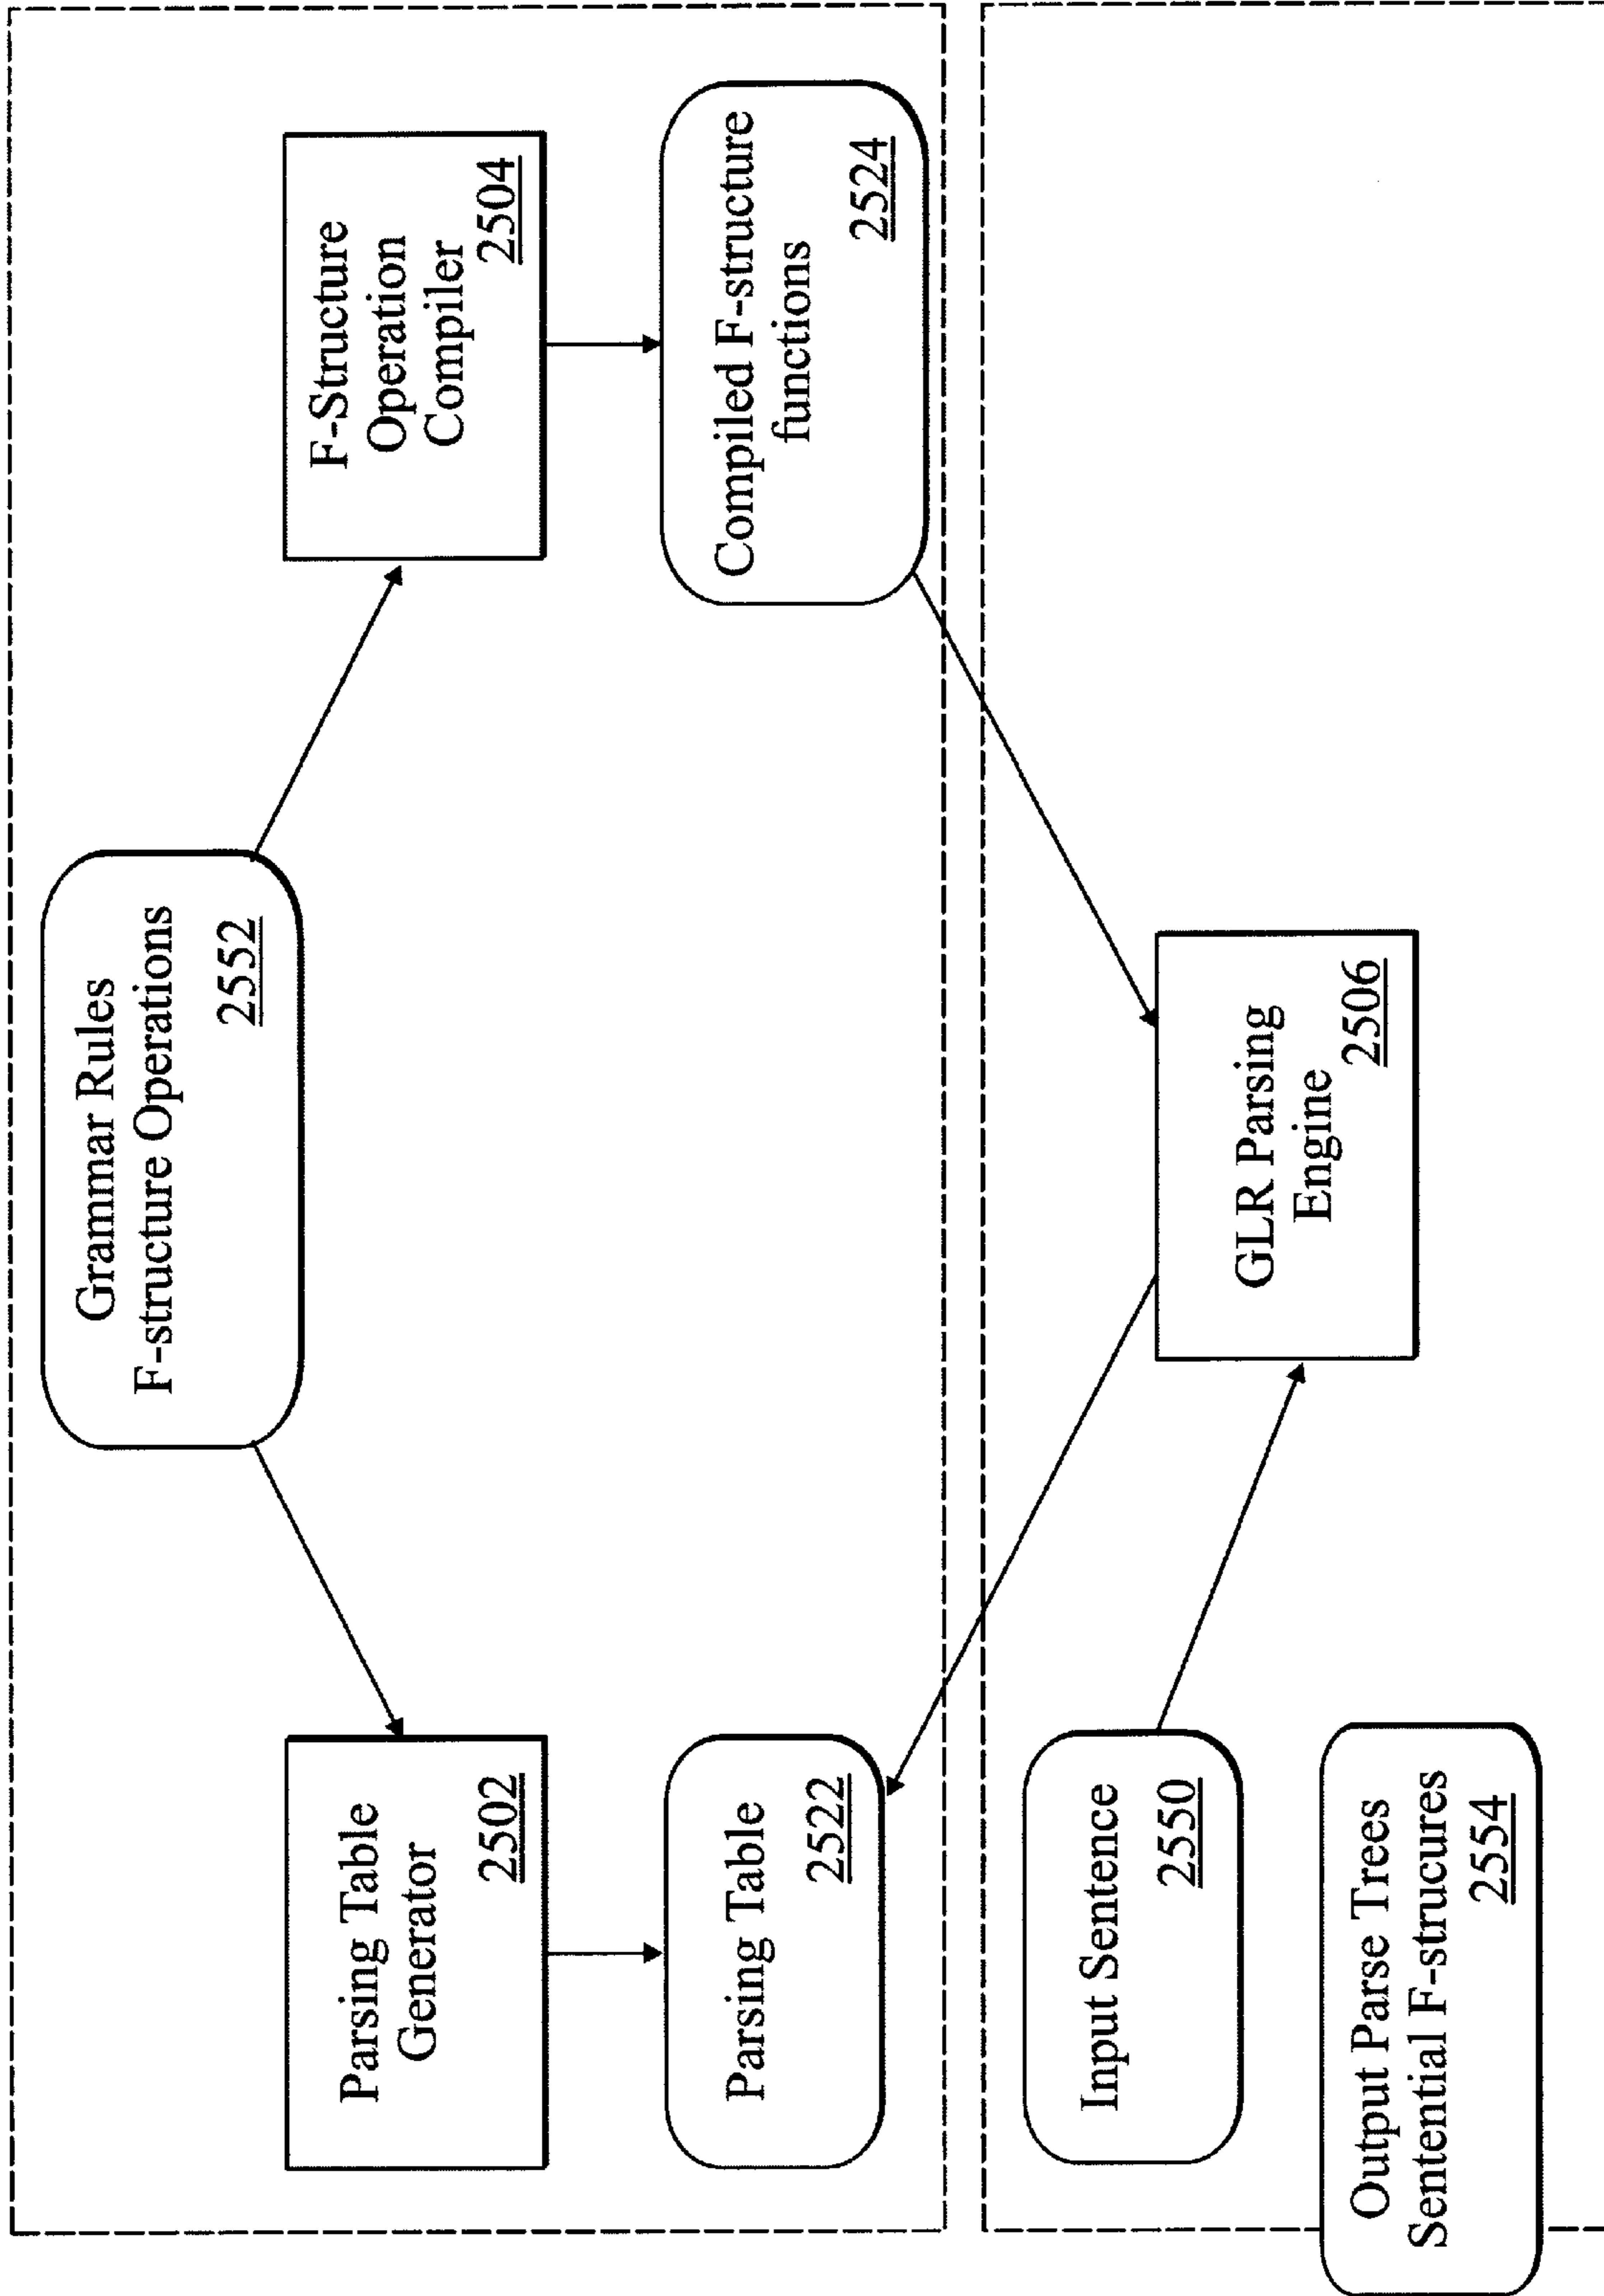 Grammar Rules
F-structure Operations
2552
Parsing Table
Generator
2502
F-Structure
Operation
Compiler
2504
Parsing Table
2522
Compiled F-structure
functions
2524
Input Sentence
2550
GLR Parsing
Engine
2506
Output Parse Trees
Sentential F-strucures
2554